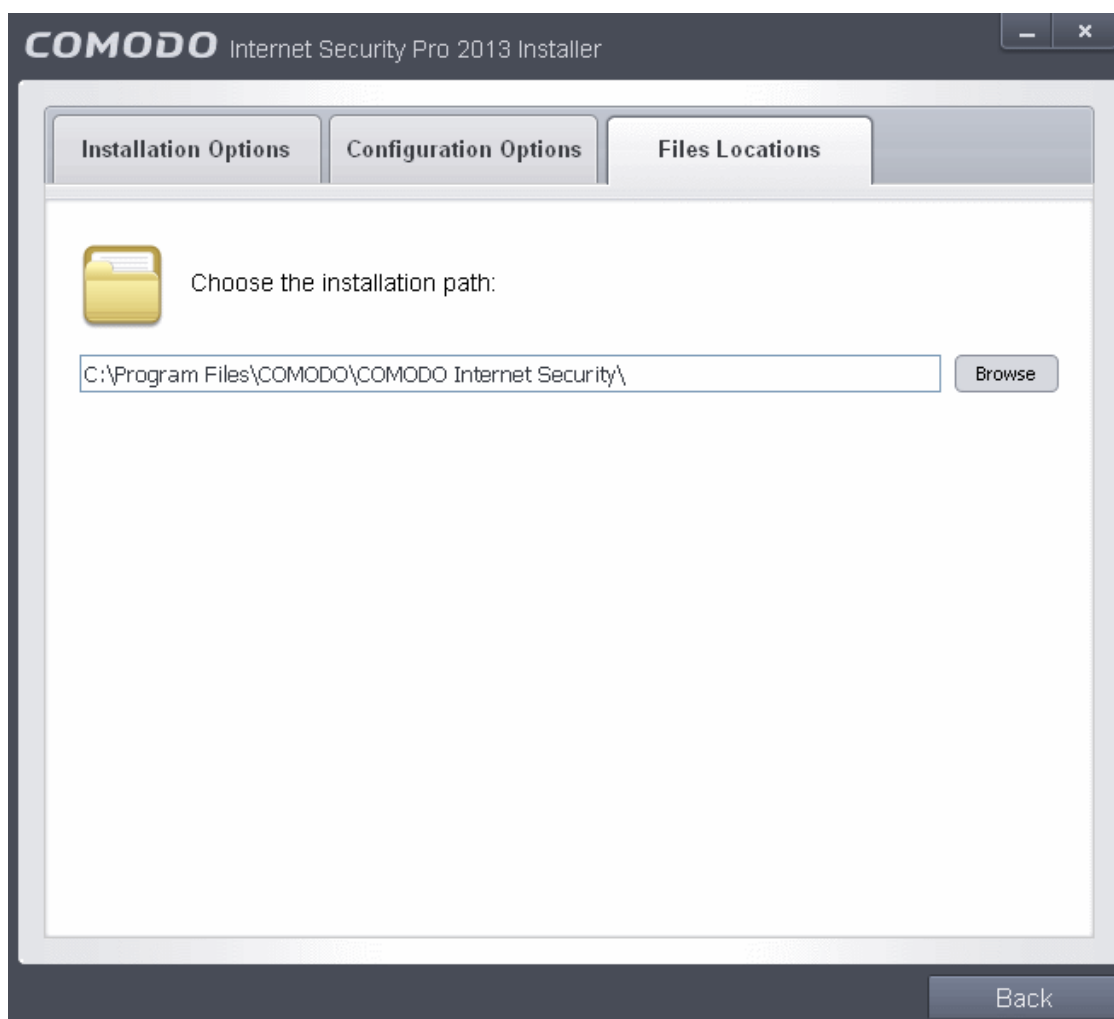 COMODO Internet Security Pro 2013 Installer
Installation Options Configuration Options Files Locations
Choose the installation path:
C:\Program Files\COMODO\COMODO Internet Security\ Browse
Back